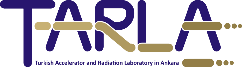 TARLA
Turkish Accelerator and Radiation Laboratory in Ankara